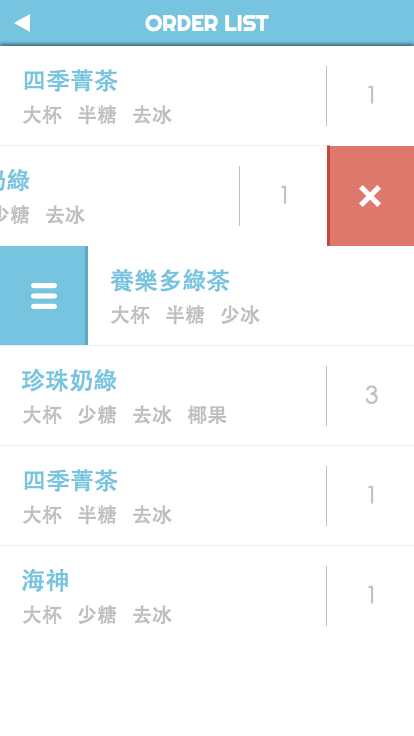 ORDER LIST
四季菁茶
1
大杯 半糖 去冰
綠
1
糖 去冰
養樂多綠茶
大杯 半糖 少冰
珍珠奶綠
3
大杯 少糖 去冰 椰果
四季菁茶
1
大杯 半糖 去冰
海神
1
大杯 少糖 去冰